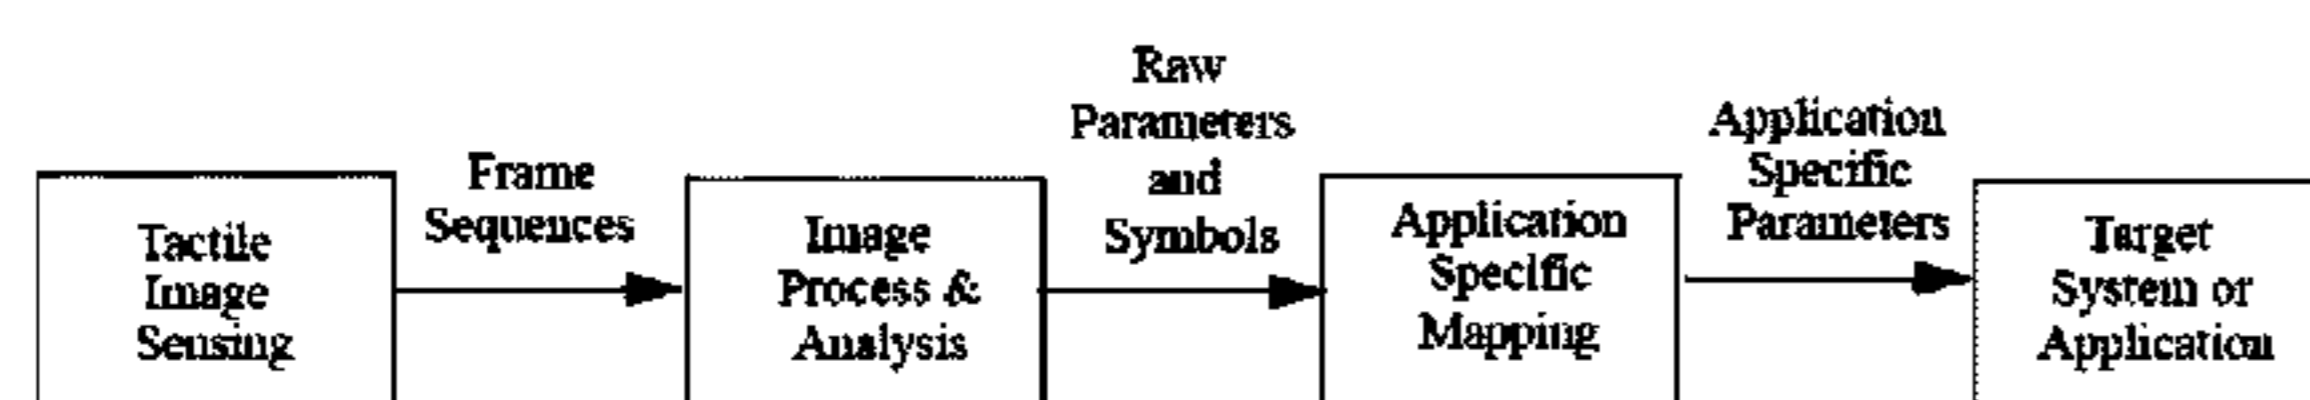 Tactile
Image
Sensing
Frame
Sequences
Image
Process &
Analysis
Raw
Parameters
and
Symbols
Application
Specific
Mapping
Application
Specific
Parameters
Target
System or
Application